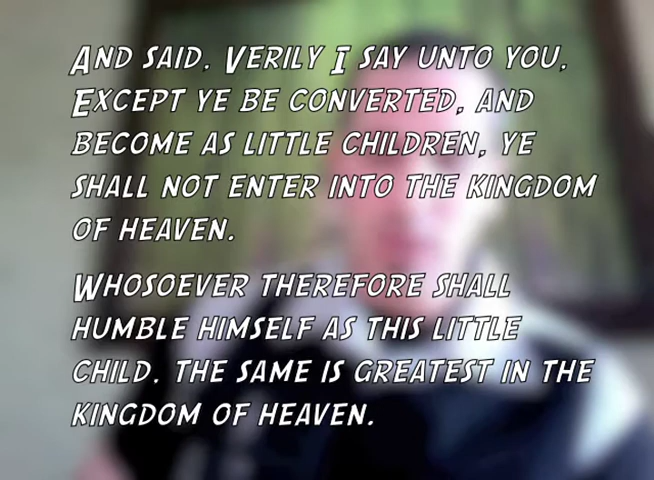 And said, Verily I say unto you,
Except ye be converted, and
become as little children, ye
shall not enter into the kingdom
of heaven.
Whosoever therefore shall
humble himself as this little
child, the same is greatest in the
kingdom of heaven.